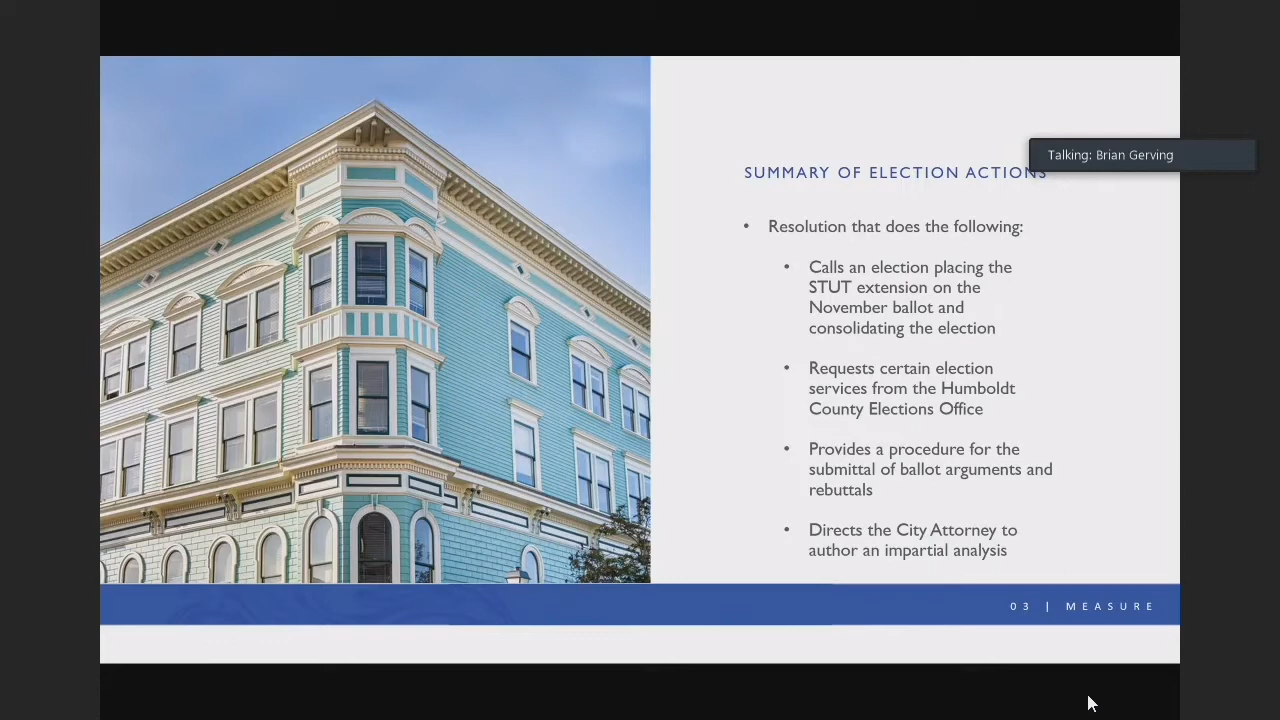 Talking: Brian Gerving
SUMMARY OF ELECTION ACTIONS
• Resolution that does the following:
• Calls an election placing the
STUT extension on the
November ballot and
consolidating the election
• Requests certain election
services from the Humboldt
County Elections Office
• Provides a procedure for the
submittal of ballot arguments and
rebuttals
• Directs the City Attorney to
author an impartial analysis
03 | MEASURE